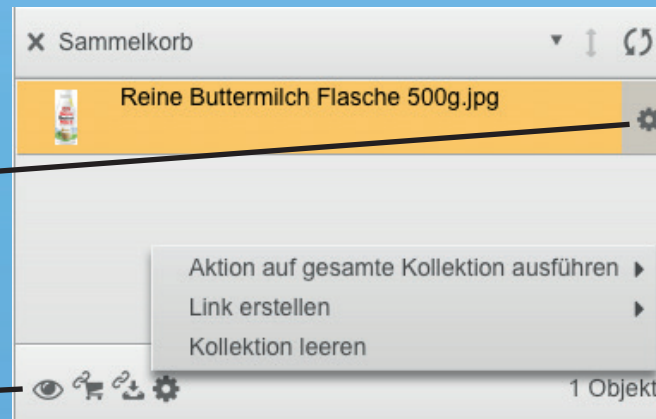 Sammelkorb
Reine Buttermilch Flasche 500g.jpg
Aktion auf gesamte Kollektion ausführen
Link erstellen
Kollektion leeren
1 Objekt